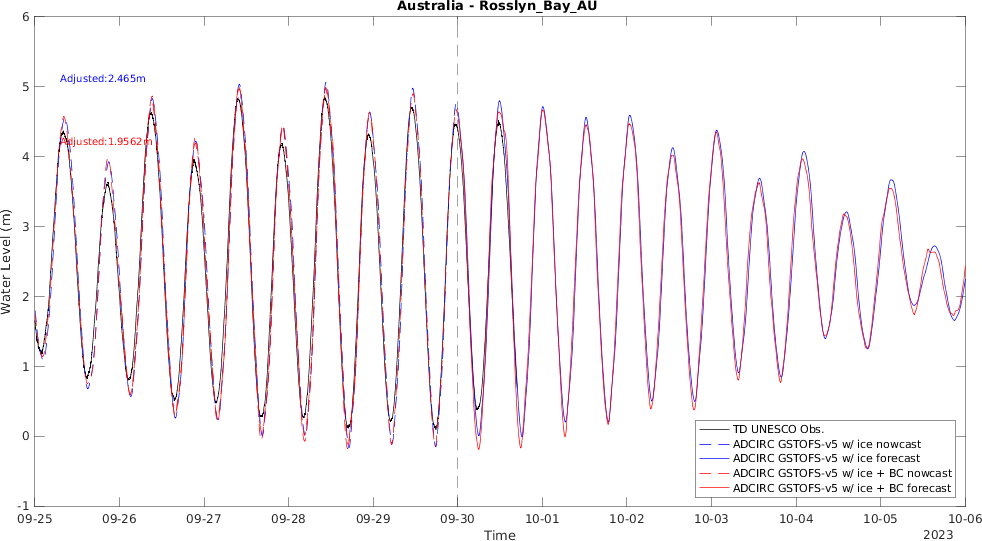 Australia - Rosslyn_Bay_AU
6
5
4
3
2
1
0
-1
Water Level (m)
Adjusted:2.465m
Adjusted:1.9562m
TD UNESCO Obs.
ADCIRC GSTOFS-v5 w/ ice nowcast
ADCIRC GSTOFS-v5 w/ ice forecast
ADCIRC GSTOFS-v5 w/ ice + BC nowcast
ADCIRC GSTOFS-v5 w/ ice + BC forecast
09-25 09-26 09-27 09-28 09-29 09-30 10-01 10-02 10-03 10-04 10-05 10-06
Time
2023